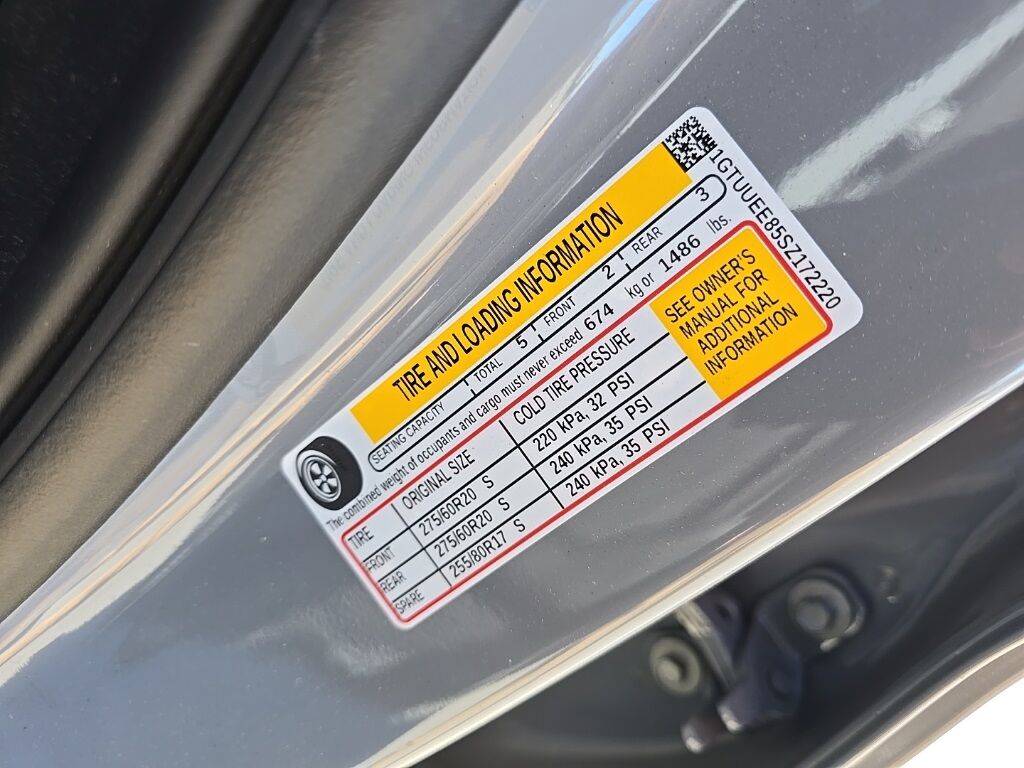 TIRE AND LOADING INFORMATION
SEATING CAPACITY TOTAL 5 FRONT 2 REAR 3
The combined weight of occupants and cargo must never exceed 674 kg or 1486 lbs.
TIRE ORIGINAL SIZE COLD TIRE PRESSURE
FRONT 275/60R20 S 220 kPa, 32 PSI
REAR 275/60R20 S 240 kPa, 35 PSI
SPARE 255/80R17 S 240 kPa, 35 PSI
SEE OWNER'S
MANUAL FOR
ADDITIONAL
INFORMATION
1GTUUEE85SZ172220